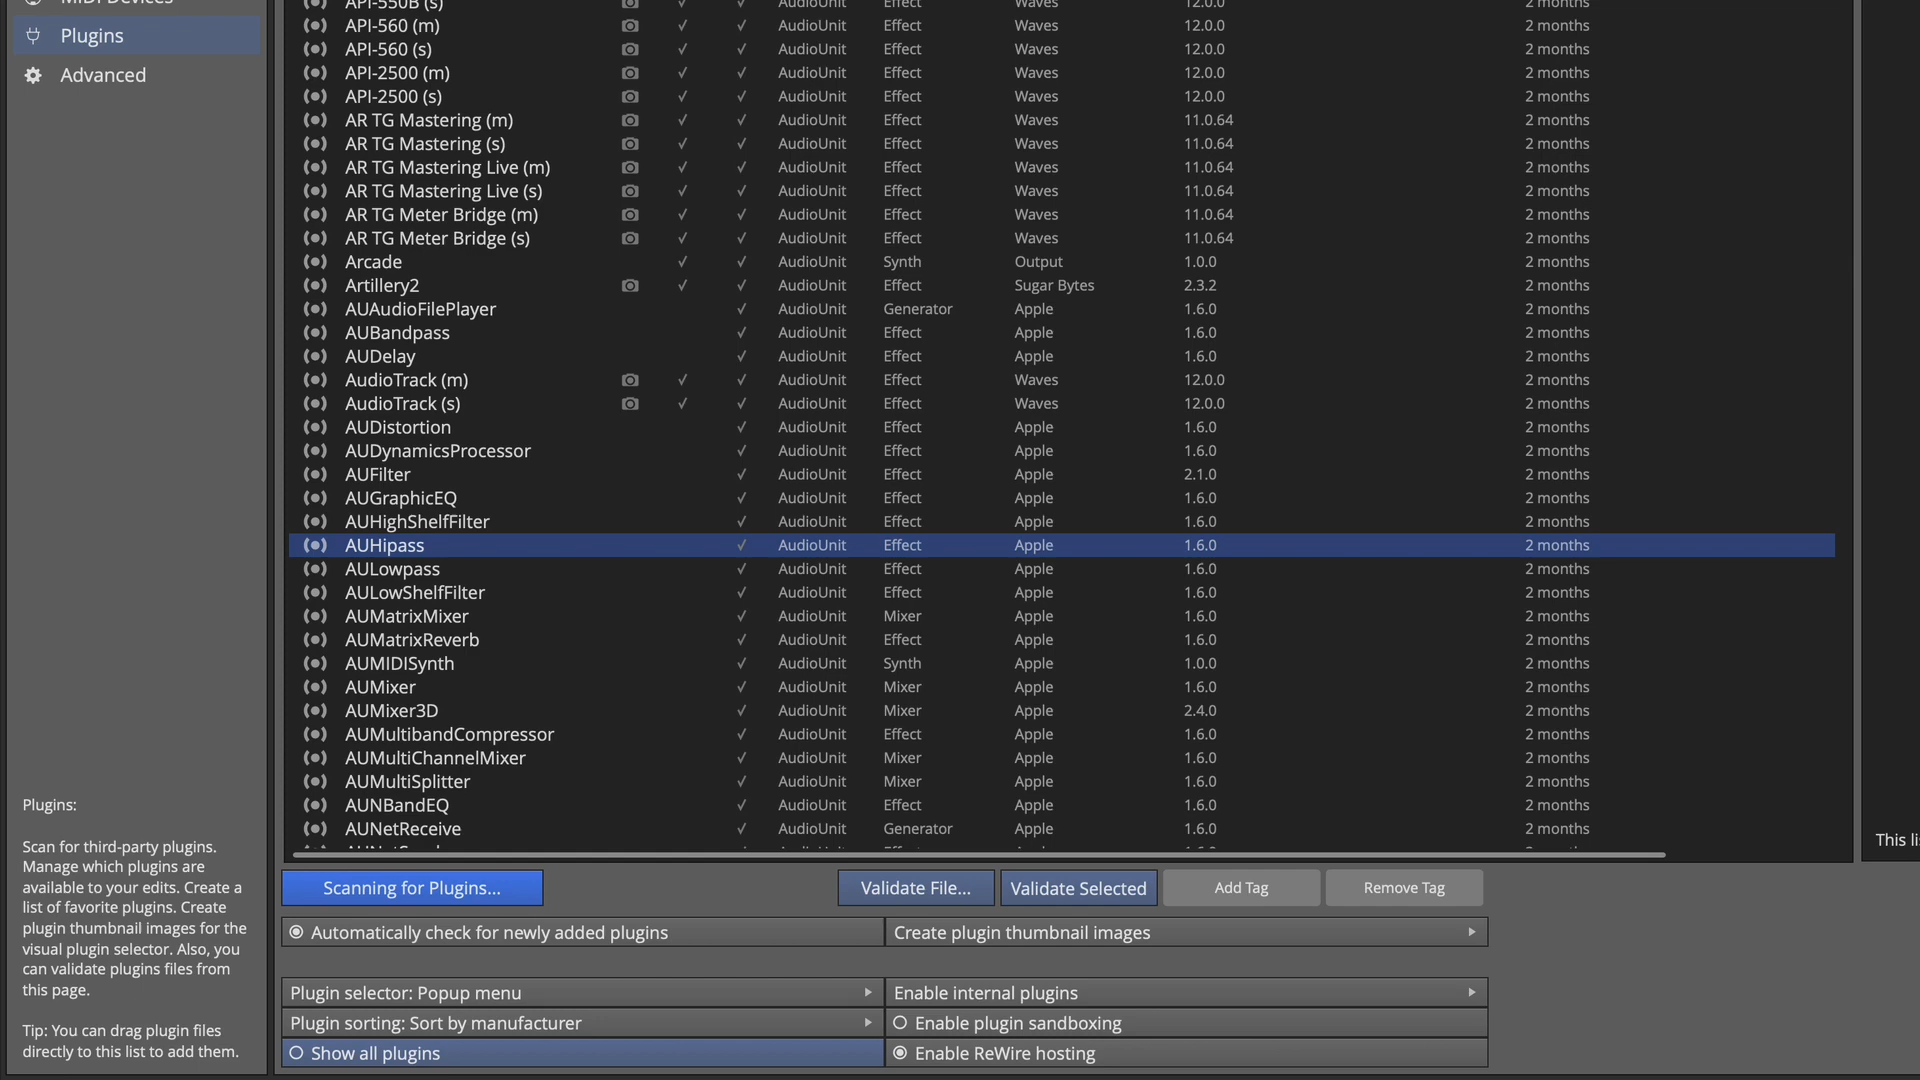 MIDI Devices
Plugins
Advanced
API-550B (s) AudioUnit Effect Waves 12.0.0 2 months
API-560 (m) ✓ ✓ AudioUnit Effect Waves 12.0.0 2 months
API-560 (s) ✓ ✓ AudioUnit Effect Waves 12.0.0 2 months
API-2500 (m) ✓ ✓ AudioUnit Effect Waves 12.0.0 2 months
API-2500 (s) ✓ ✓ AudioUnit Effect Waves 12.0.0 2 months
AR TG Mastering (m) ✓ ✓ AudioUnit Effect Waves 11.0.64 2 months
AR TG Mastering (s) ✓ ✓ AudioUnit Effect Waves 11.0.64 2 months
AR TG Mastering Live (m) ✓ ✓ AudioUnit Effect Waves 11.0.64 2 months
AR TG Mastering Live (s) ✓ ✓ AudioUnit Effect Waves 11.0.64 2 months
AR TG Meter Bridge (m) ✓ ✓ AudioUnit Effect Waves 11.0.64 2 months
AR TG Meter Bridge (s) ✓ ✓ AudioUnit Effect Waves 11.0.64 2 months
Arcade ✓ ✓ AudioUnit Synth Output 1.0.0 2 months
Artillery2 ✓ ✓ AudioUnit Effect Sugar Bytes 2.3.2 2 months
AUAudioFilePlayer ✓ AudioUnit Generator Apple 1.6.0 2 months
AUBandpass ✓ AudioUnit Effect Apple 1.6.0 2 months
AUDelay ✓ AudioUnit Effect Apple 1.6.0 2 months
AudioTrack (m) ✓ ✓ AudioUnit Effect Waves 12.0.0 2 months
AudioTrack (s) ✓ ✓ AudioUnit Effect Waves 12.0.0 2 months
AUDistortion ✓ AudioUnit Effect Apple 1.6.0 2 months
AUDynamicsProcessor ✓ AudioUnit Effect Apple 1.6.0 2 months
AUFilter ✓ AudioUnit Effect Apple 2.1.0 2 months
AUGraphicEQ ✓ AudioUnit Effect Apple 1.6.0 2 months
AUHighShelfFilter ✓ AudioUnit Effect Apple 1.6.0 2 months
AUHipass ✓ AudioUnit Effect Apple 1.6.0 2 months
AULowpass ✓ AudioUnit Effect Apple 1.6.0 2 months
AULowShelfFilter ✓ AudioUnit Effect Apple 1.6.0 2 months
AUMatrixMixer ✓ AudioUnit Mixer Apple 1.6.0 2 months
AUMatrixReverb ✓ AudioUnit Effect Apple 1.6.0 2 months
AUMIDISynth ✓ AudioUnit Synth Apple 1.0.0 2 months
AUMixer ✓ AudioUnit Mixer Apple 1.6.0 2 months
AUMixer3D ✓ AudioUnit Mixer Apple 2.4.0 2 months
AUMultibandCompressor ✓ AudioUnit Effect Apple 1.6.0 2 months
AUMultiChannelMixer ✓ AudioUnit Mixer Apple 1.6.0 2 months
AUMultiSplitter ✓ AudioUnit Mixer Apple 1.6.0 2 months
AUNBandEQ ✓ AudioUnit Effect Apple 1.6.0 2 months
AUNetReceive ✓ AudioUnit Generator Apple 1.6.0 2 months
This
Plugins:
Scan for third-party plugins.
Manage which plugins are
available to your edits. Create a
list of favorite plugins. Create
plugin thumbnail images for the
visual plugin selector. Also, you
can validate plugins files from
this page.
Tip: You can drag plugin files
directly to this list to add them.
Scanning for Plugins... Validate File... Validate Selected Add Tag Remove Tag
Automatically check for newly added plugins Create plugin thumbnail images
Plugin selector: Popup menu Enable internal plugins
Plugin sorting: Sort by manufacturer Enable plugin sandboxing
Show all plugins Enable ReWire hosting